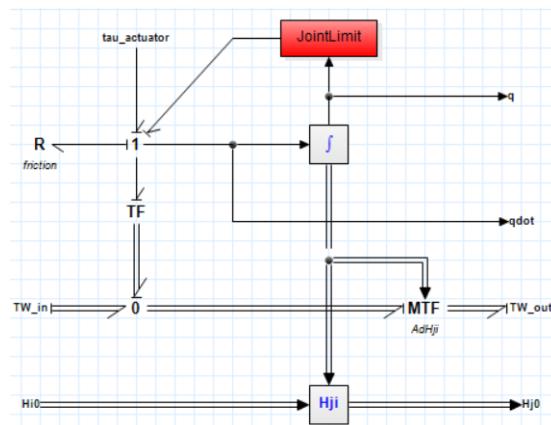 tau_actuator
JointLimit
q
R
1
∫
friction
TF
qdot
TW_in
0
MTF
TW_out
AdHji
Hi0
Hji
Hj0